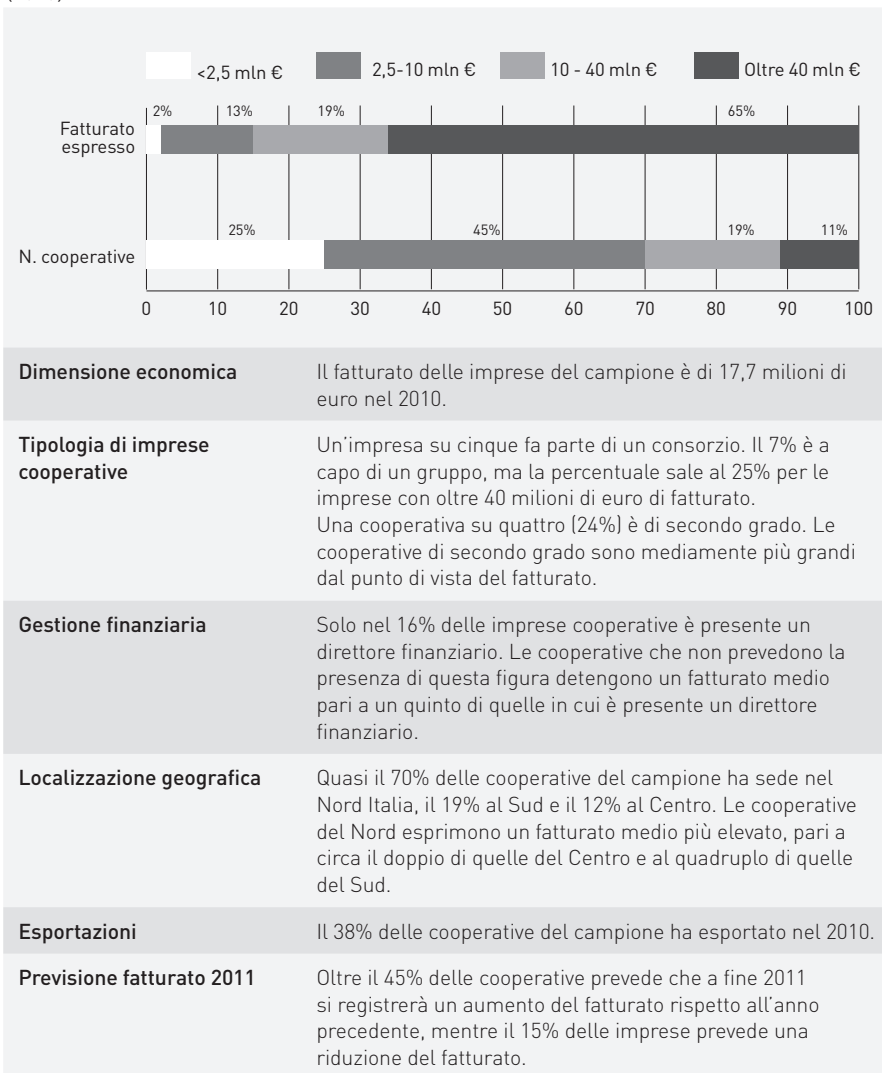 <2,5 mln € 2,5-10 mln € 10 - 40 mln € Oltre 40 mln €
2% 13% 19% 65%
Fatturato
espresso
25% 45% 19% 11%
N. cooperative
0 10 20 30 40 50 60 70 80 90 100
Dimensione economica
Il fatturato delle imprese del campione è di 17,7 milioni di
euro nel 2010.
Tipologia di imprese
cooperative
Un'impresa su cinque fa parte di un consorzio. Il 7% è a
capo di un gruppo, ma la percentuale sale al 25% per le
imprese con oltre 40 milioni di euro di fatturato.
Una cooperativa su quattro (24%) è di secondo grado. Le
cooperative di secondo grado sono mediamente più grandi
dal punto di vista del fatturato.
Gestione finanziaria
Solo nel 16% delle imprese cooperative è presente un
direttore finanziario. Le cooperative che non prevedono la
presenza di questa figura detengono un fatturato medio
pari a un quinto di quelle in cui è presente un direttore
finanziario.
Localizzazione geografica
Quasi il 70% delle cooperative del campione ha sede nel
Nord Italia, il 19% al Sud e il 12% al Centro. Le cooperative
del Nord esprimono un fatturato medio più elevato, pari a
circa il doppio di quelle del Centro e al quadruplo di quelle
del Sud.
Esportazioni
Il 38% delle cooperative del campione ha esportato nel 2010.
Previsione fatturato 2011
Oltre il 45% delle cooperative prevede che a fine 2011
si registrerà un aumento del fatturato rispetto all'anno
precedente, mentre il 15% delle imprese prevede una
riduzione del fatturato.